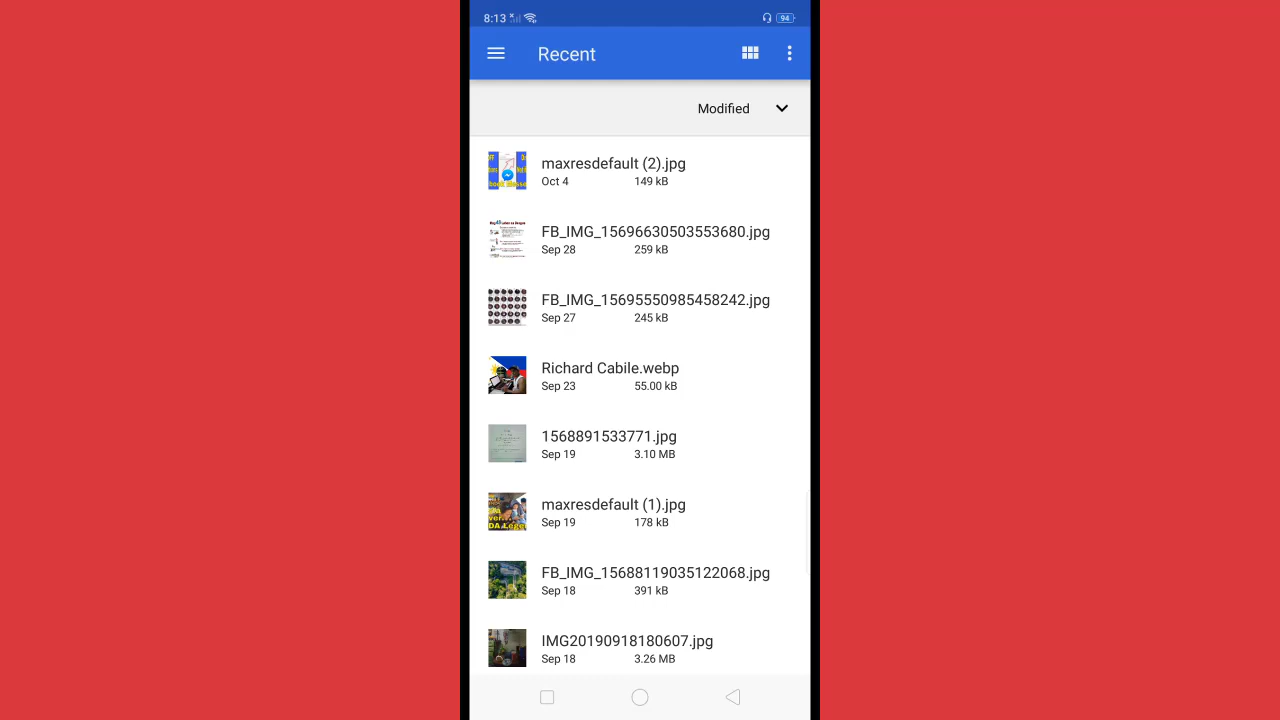 8:13
94
Recent
Modified
maxresdefault (2).jpg
Oct 4 149 kB
FB_IMG_15696630503553680.jpg
Sep 28 259 kB
FB_IMG_15695550985458242.jpg
Sep 27 245 kB
Richard Cabile.webp
Sep 23 55.00 kB
1568891533771.jpg
Sep 19 3.10 MB
maxresdefault (1).jpg
Sep 19 178 kB
FB_IMG_15688119035122068.jpg
Sep 18 391 kB
IMG20190918180607.jpg
Sep 18 3.26 MB